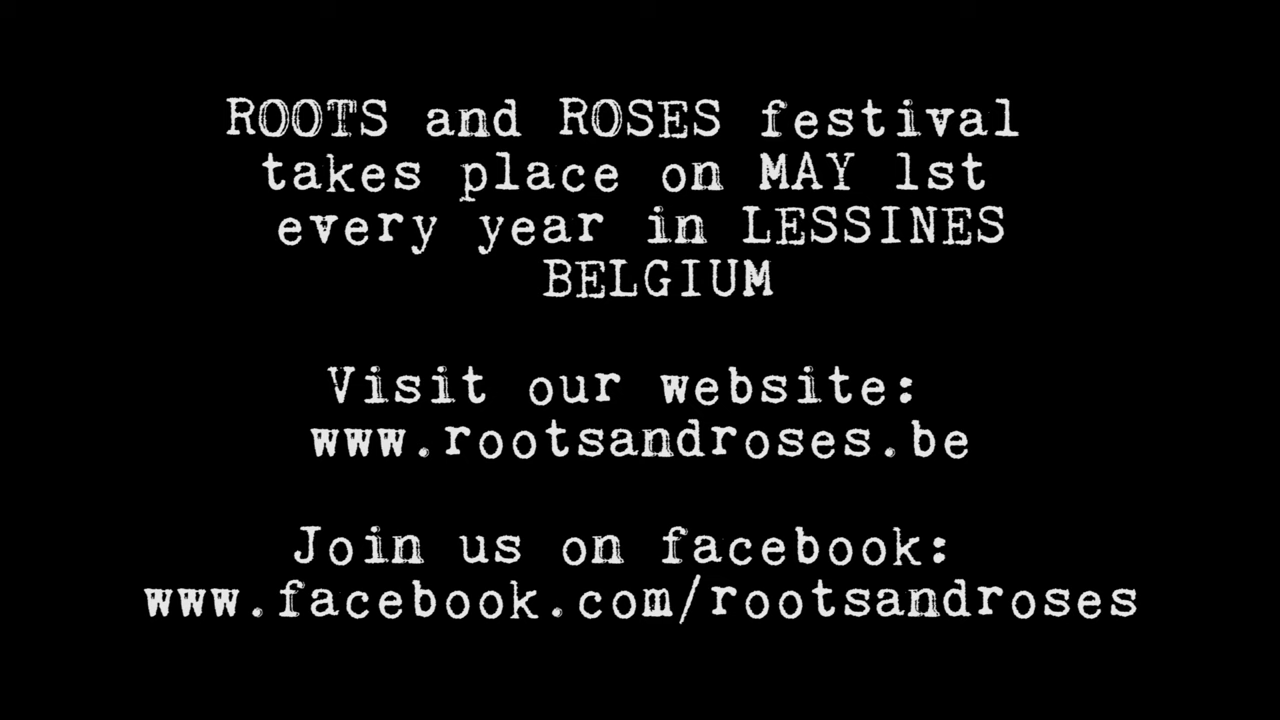 ROOTS and ROSES festival
takes place on MAY 1st
every year in LESSINES
BELGIUM
Visit our website:
www.rootsandroses.be
Join us on facebook:
www.facebook.com/rootsandroses